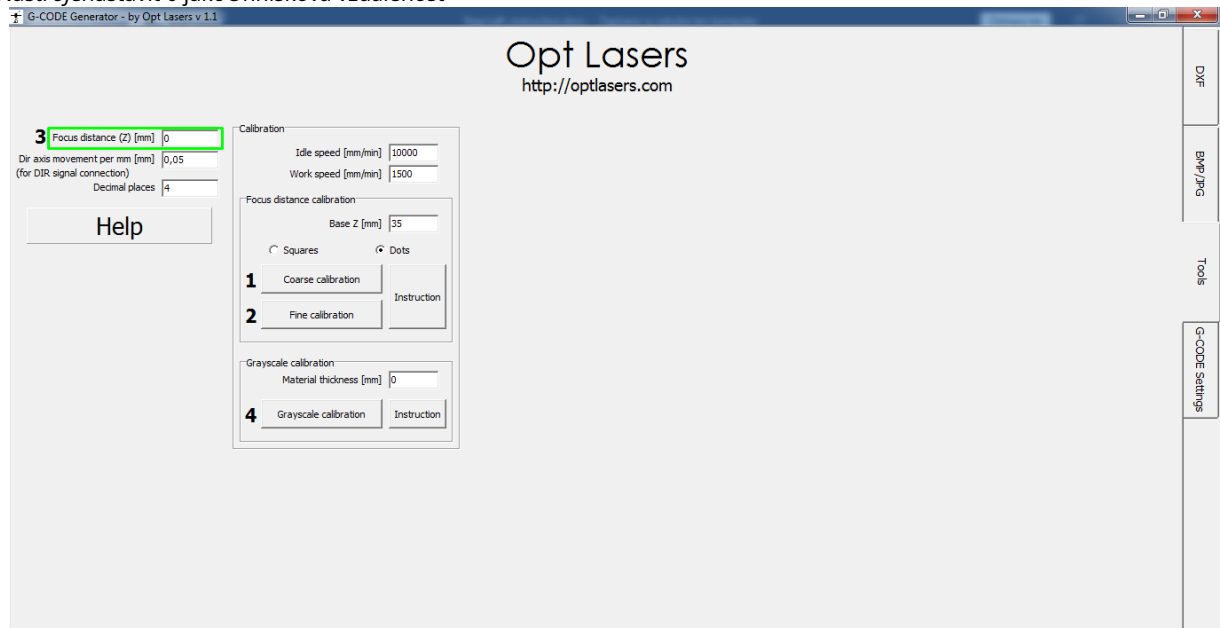 G-CODE Generator - by Opt Lasers v 1.1
Opt Lasers
http://optlasers.com
3 Focus distance (Z) [mm] 0
Dir axis movement per mm [mm] 0,05
(for DIR signal connection)
Decimal places 4
Help
Calibration
Idle speed [mm/min] 10000
Work speed [mm/min] 1500
Focus distance calibration
Base Z [mm] 35
Squares Dots
1 Coarse calibration
Instruction
2 Fine calibration
Grayscale calibration
Material thickness [mm] 0
4 Grayscale calibration Instruction
DXF
BMP/JPG
Tools
G-CODE Settings